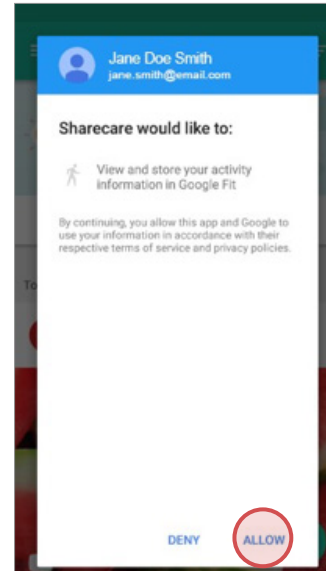 Jane Doe Smith
jane.smith@email.com
Sharecare would like to:
View and store your activity
information in Google Fit
By continuing, you allow this app and Google to
use your information in accordance with their
respective terms of service and privacy policies.
To
DENY ALLOW